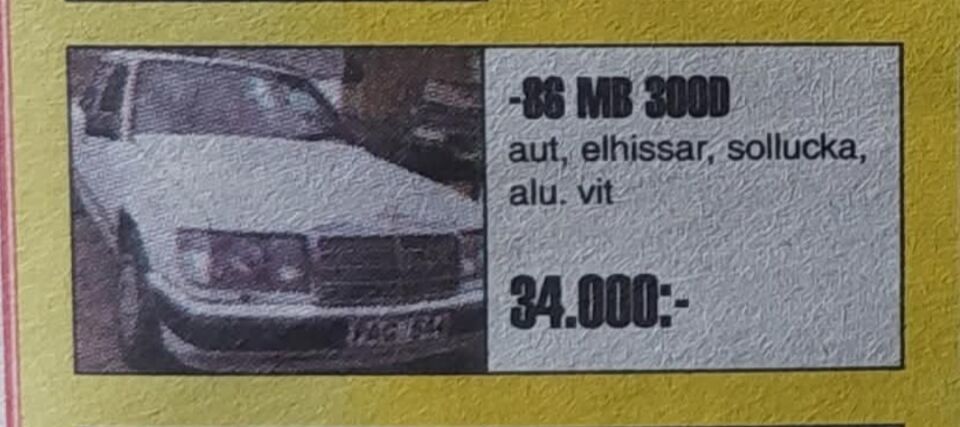 -86 MB 300D
aut, elhissar, sollucka,
alu. vit
34.000:-